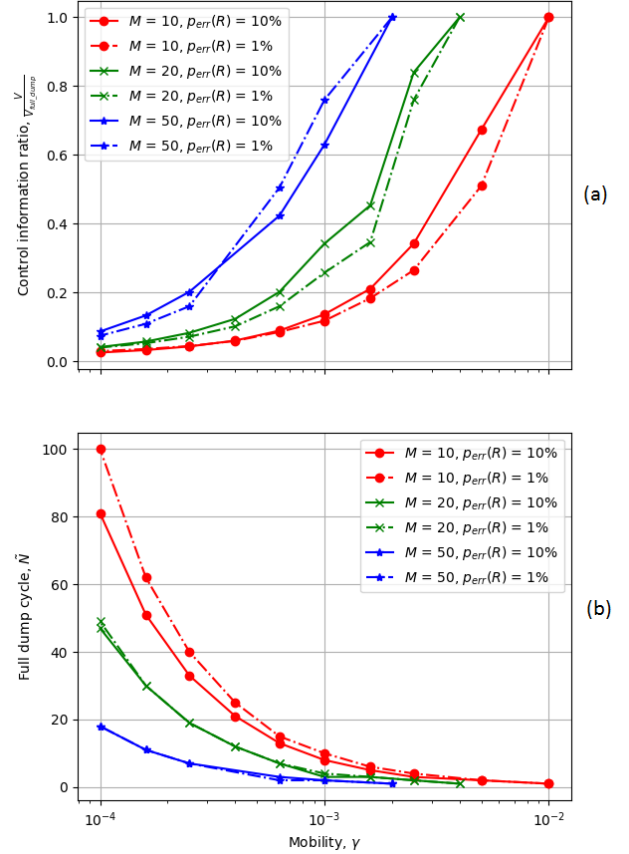 1.0
0.8
0.6
0.4
0.2
0.0
Control information ratio, V/V_full_dump
M = 10, p_err(R) = 10%
M = 10, p_err(R) = 1%
M = 20, p_err(R) = 10%
M = 20, p_err(R) = 1%
M = 50, p_err(R) = 10%
M = 50, p_err(R) = 1%
(a)
100
80
60
40
20
0
Full dump cycle, Ñ
M = 10, p_err(R) = 10%
M = 10, p_err(R) = 1%
M = 20, p_err(R) = 10%
M = 20, p_err(R) = 1%
M = 50, p_err(R) = 10%
M = 50, p_err(R) = 1%
(b)
10⁻⁴ 10⁻³ 10⁻²
Mobility, γ